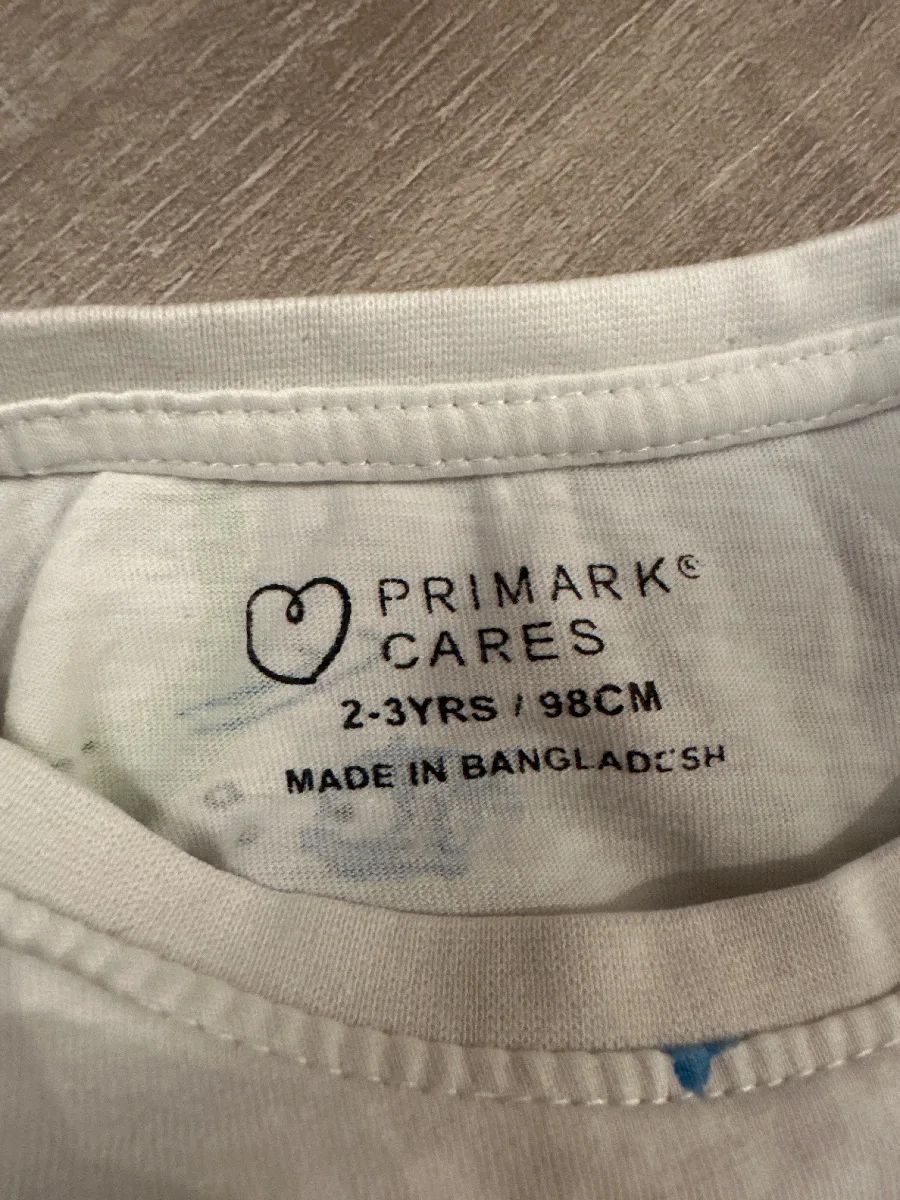 PRIMARK®
CARES
2-3YRS / 98CM
MADE IN BANGLADESH